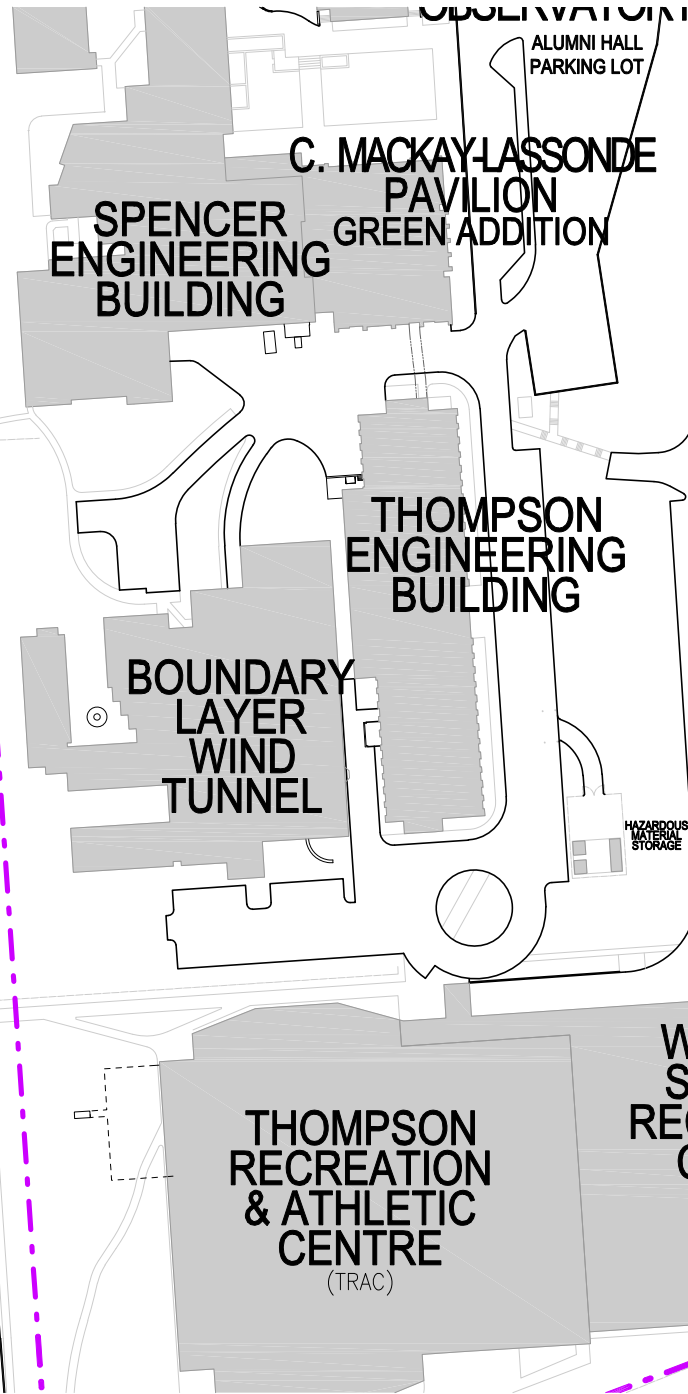 OBSERVATORY
ALUMNI HALL
PARKING LOT
C. MACKAY-LASSONDE
PAVILION
GREEN ADDITION
SPENCER
ENGINEERING
BUILDING
THOMPSON
ENGINEERING
BUILDING
BOUNDARY
LAYER
WIND
TUNNEL
HAZARDOUS
MATERIAL
STORAGE
THOMPSON
RECREATION
& ATHLETIC
CENTRE
(TRAC)